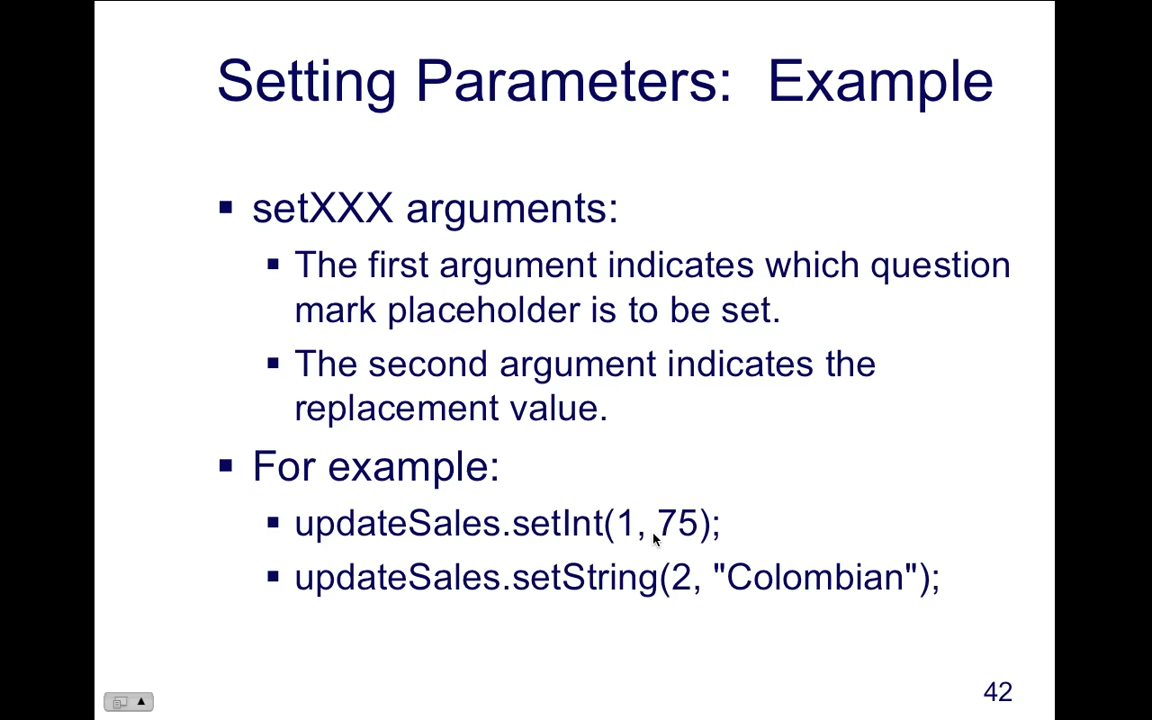 Setting Parameters: Example
▪ setXXX arguments:
▪ The first argument indicates which question
mark placeholder is to be set.
▪ The second argument indicates the
replacement value.
▪ For example:
▪ updateSales.setInt(1, 75);
▪ updateSales.setString(2, "Colombian");
42